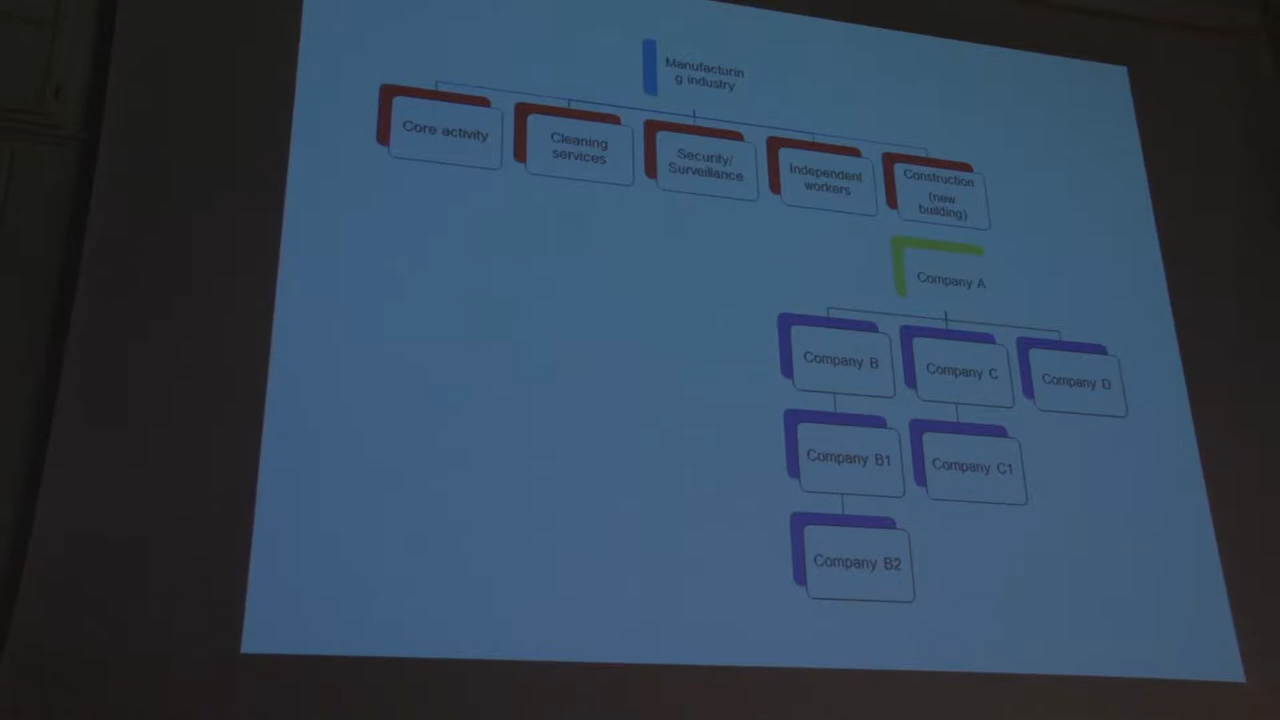 Manufacturin
g industry
Core activity
Cleaning
services
Security/
Surveillance
Independent
workers
Construction
(new
building)
Company A
Company B
Company C
Company D
Company B1
Company C1
Company B2